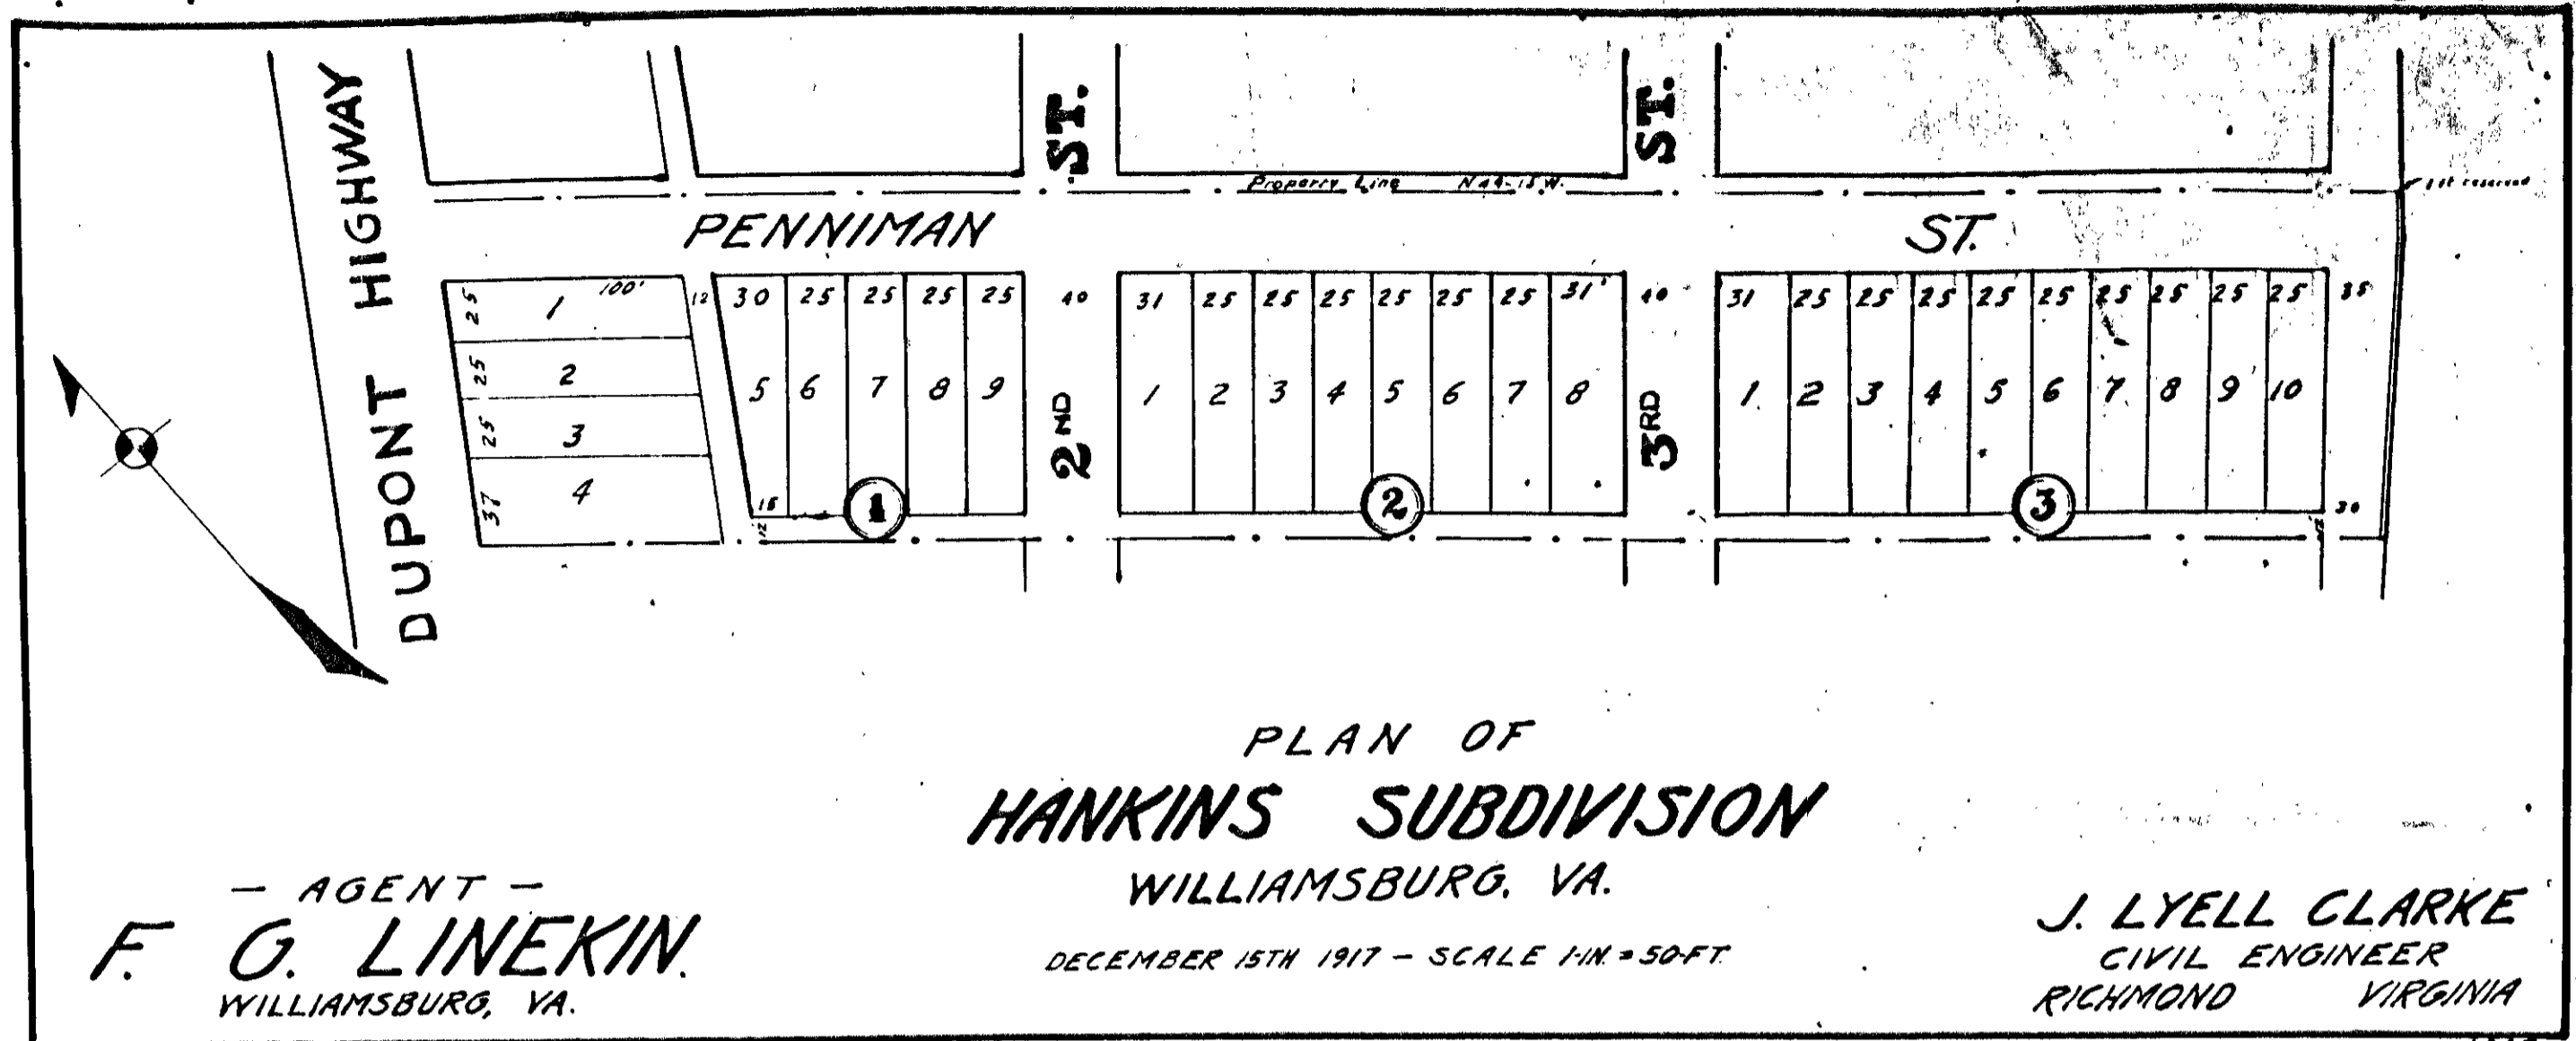 DUPONT HIGHWAY
ST.
ST.
Property Line
1 ft reserved
PENNIMAN ST.
25 1 100' 12 30 25 25 25 25 40 31 25 25 25 25 25 25 31' 40 31 25 25 25 25 25 25 25 25 25 35
25 2 5 6 7 8 9 2ND 1 2 3 4 5 6 7 8 3RD 1 2 3 4 5 6 7 8 9 10
25 3
37 4 15 1 2 3 30
12
PLAN OF
HANKINS SUBDIVISION
WILLIAMSBURG, VA.
DECEMBER 15TH 1917 - SCALE 1-IN. = 50-FT.
- AGENT -
F. G. LINEKIN.
WILLIAMSBURG, VA.
J. LYELL CLARKE
CIVIL ENGINEER
RICHMOND VIRGINIA